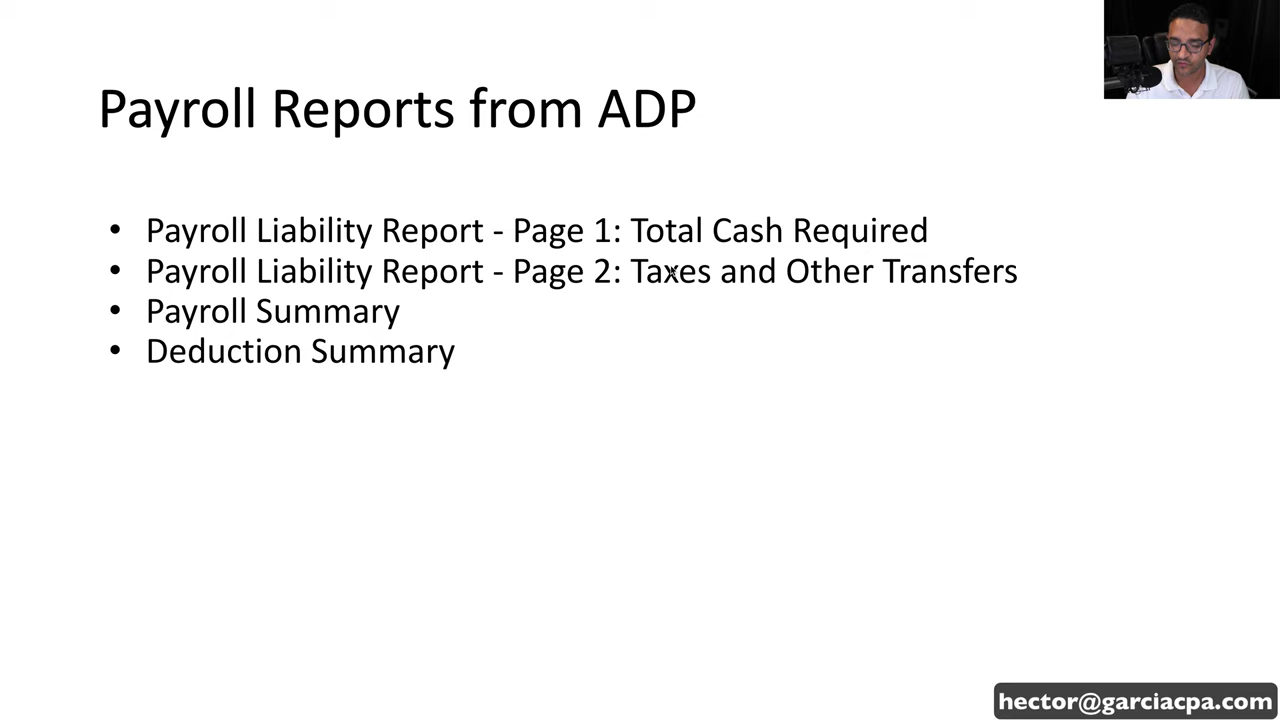 Payroll Reports from ADP
• Payroll Liability Report - Page 1: Total Cash Required
• Payroll Liability Report - Page 2: Taxes and Other Transfers
• Payroll Summary
• Deduction Summary
hector@garciacpa.com